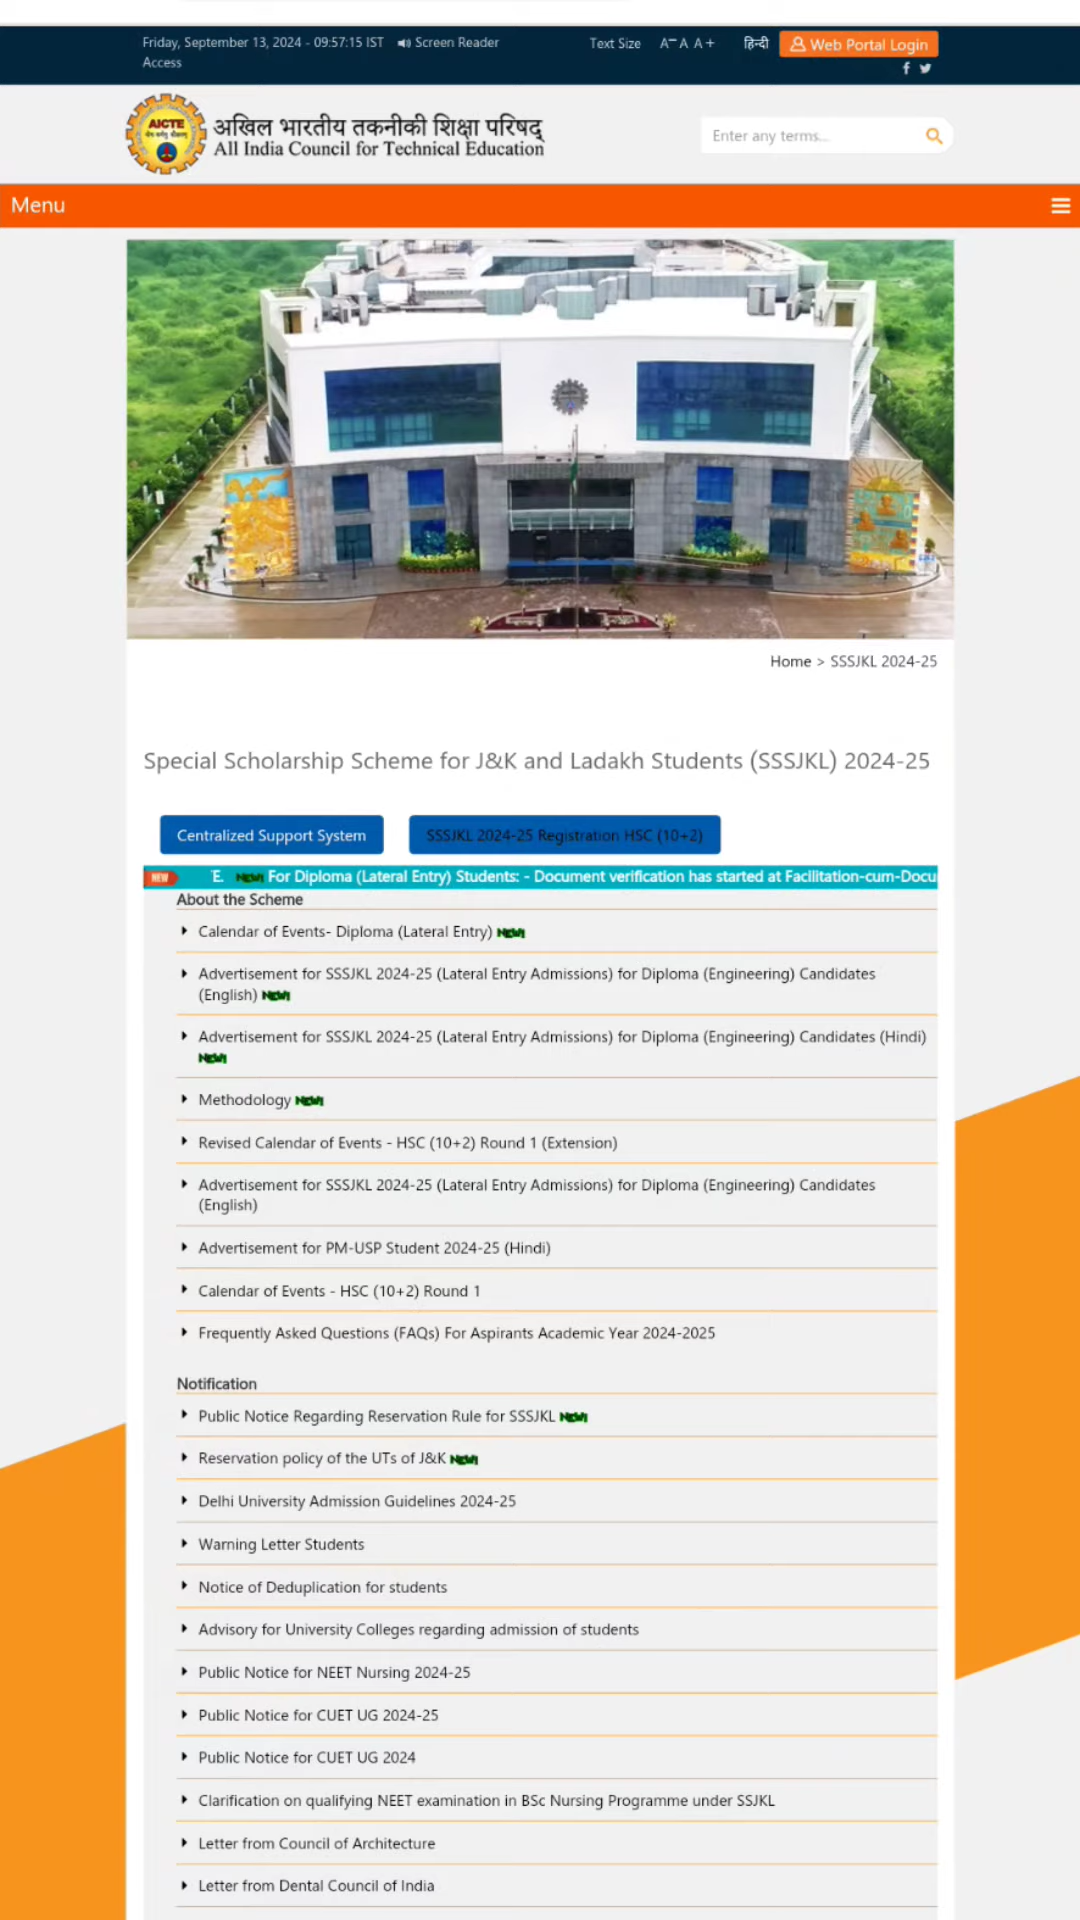 Friday, September 13, 2024 - 09:57:15 IST Screen Reader
Access
Text Size A⁻ A A+ हिन्दी Web Portal Login
AICTE
अखिल भारतीय तकनीकी शिक्षा परिषद्
All India Council for Technical Education
Enter any terms...
Menu
Home > SSSJKL 2024-25
Special Scholarship Scheme for J&K and Ladakh Students (SSSJKL) 2024-25
Centralized Support System
SSSJKL 2024-25 Registration HSC (10+2)
NEW E. NEW! For Diploma (Lateral Entry) Students: - Document verification has started at Facilitation-cum-Docu
About the Scheme
Calendar of Events- Diploma (Lateral Entry) NEW!
Advertisement for SSSJKL 2024-25 (Lateral Entry Admissions) for Diploma (Engineering) Candidates
(English) NEW!
Advertisement for SSSJKL 2024-25 (Lateral Entry Admissions) for Diploma (Engineering) Candidates (Hindi)
NEW!
Methodology NEW!
Revised Calendar of Events - HSC (10+2) Round 1 (Extension)
Advertisement for SSSJKL 2024-25 (Lateral Entry Admissions) for Diploma (Engineering) Candidates
(English)
Advertisement for PM-USP Student 2024-25 (Hindi)
Calendar of Events - HSC (10+2) Round 1
Frequently Asked Questions (FAQs) For Aspirants Academic Year 2024-2025
Notification
Public Notice Regarding Reservation Rule for SSSJKL NEW!
Reservation policy of the UTs of J&K NEW!
Delhi University Admission Guidelines 2024-25
Warning Letter Students
Notice of Deduplication for students
Advisory for University Colleges regarding admission of students
Public Notice for NEET Nursing 2024-25
Public Notice for CUET UG 2024-25
Public Notice for CUET UG 2024
Clarification on qualifying NEET examination in BSc Nursing Programme under SSJKL
Letter from Council of Architecture
Letter from Dental Council of India